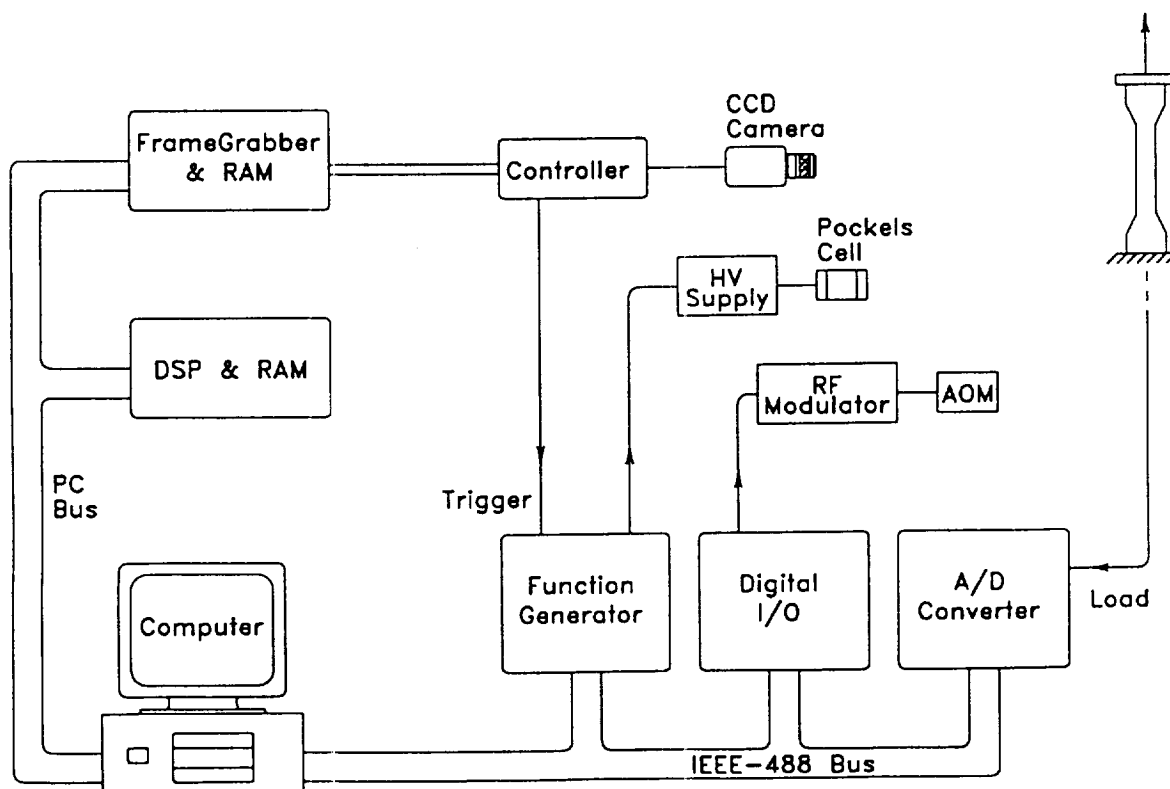 CCD
Camera
FrameGrabber
& RAM
Controller
Pockels
Cell
HV
Supply
DSP & RAM
RF
Modulator
AOM
PC
Bus
Trigger
Function
Generator
Digital
I/O
A/D
Converter
Load
Computer
IEEE-488 Bus